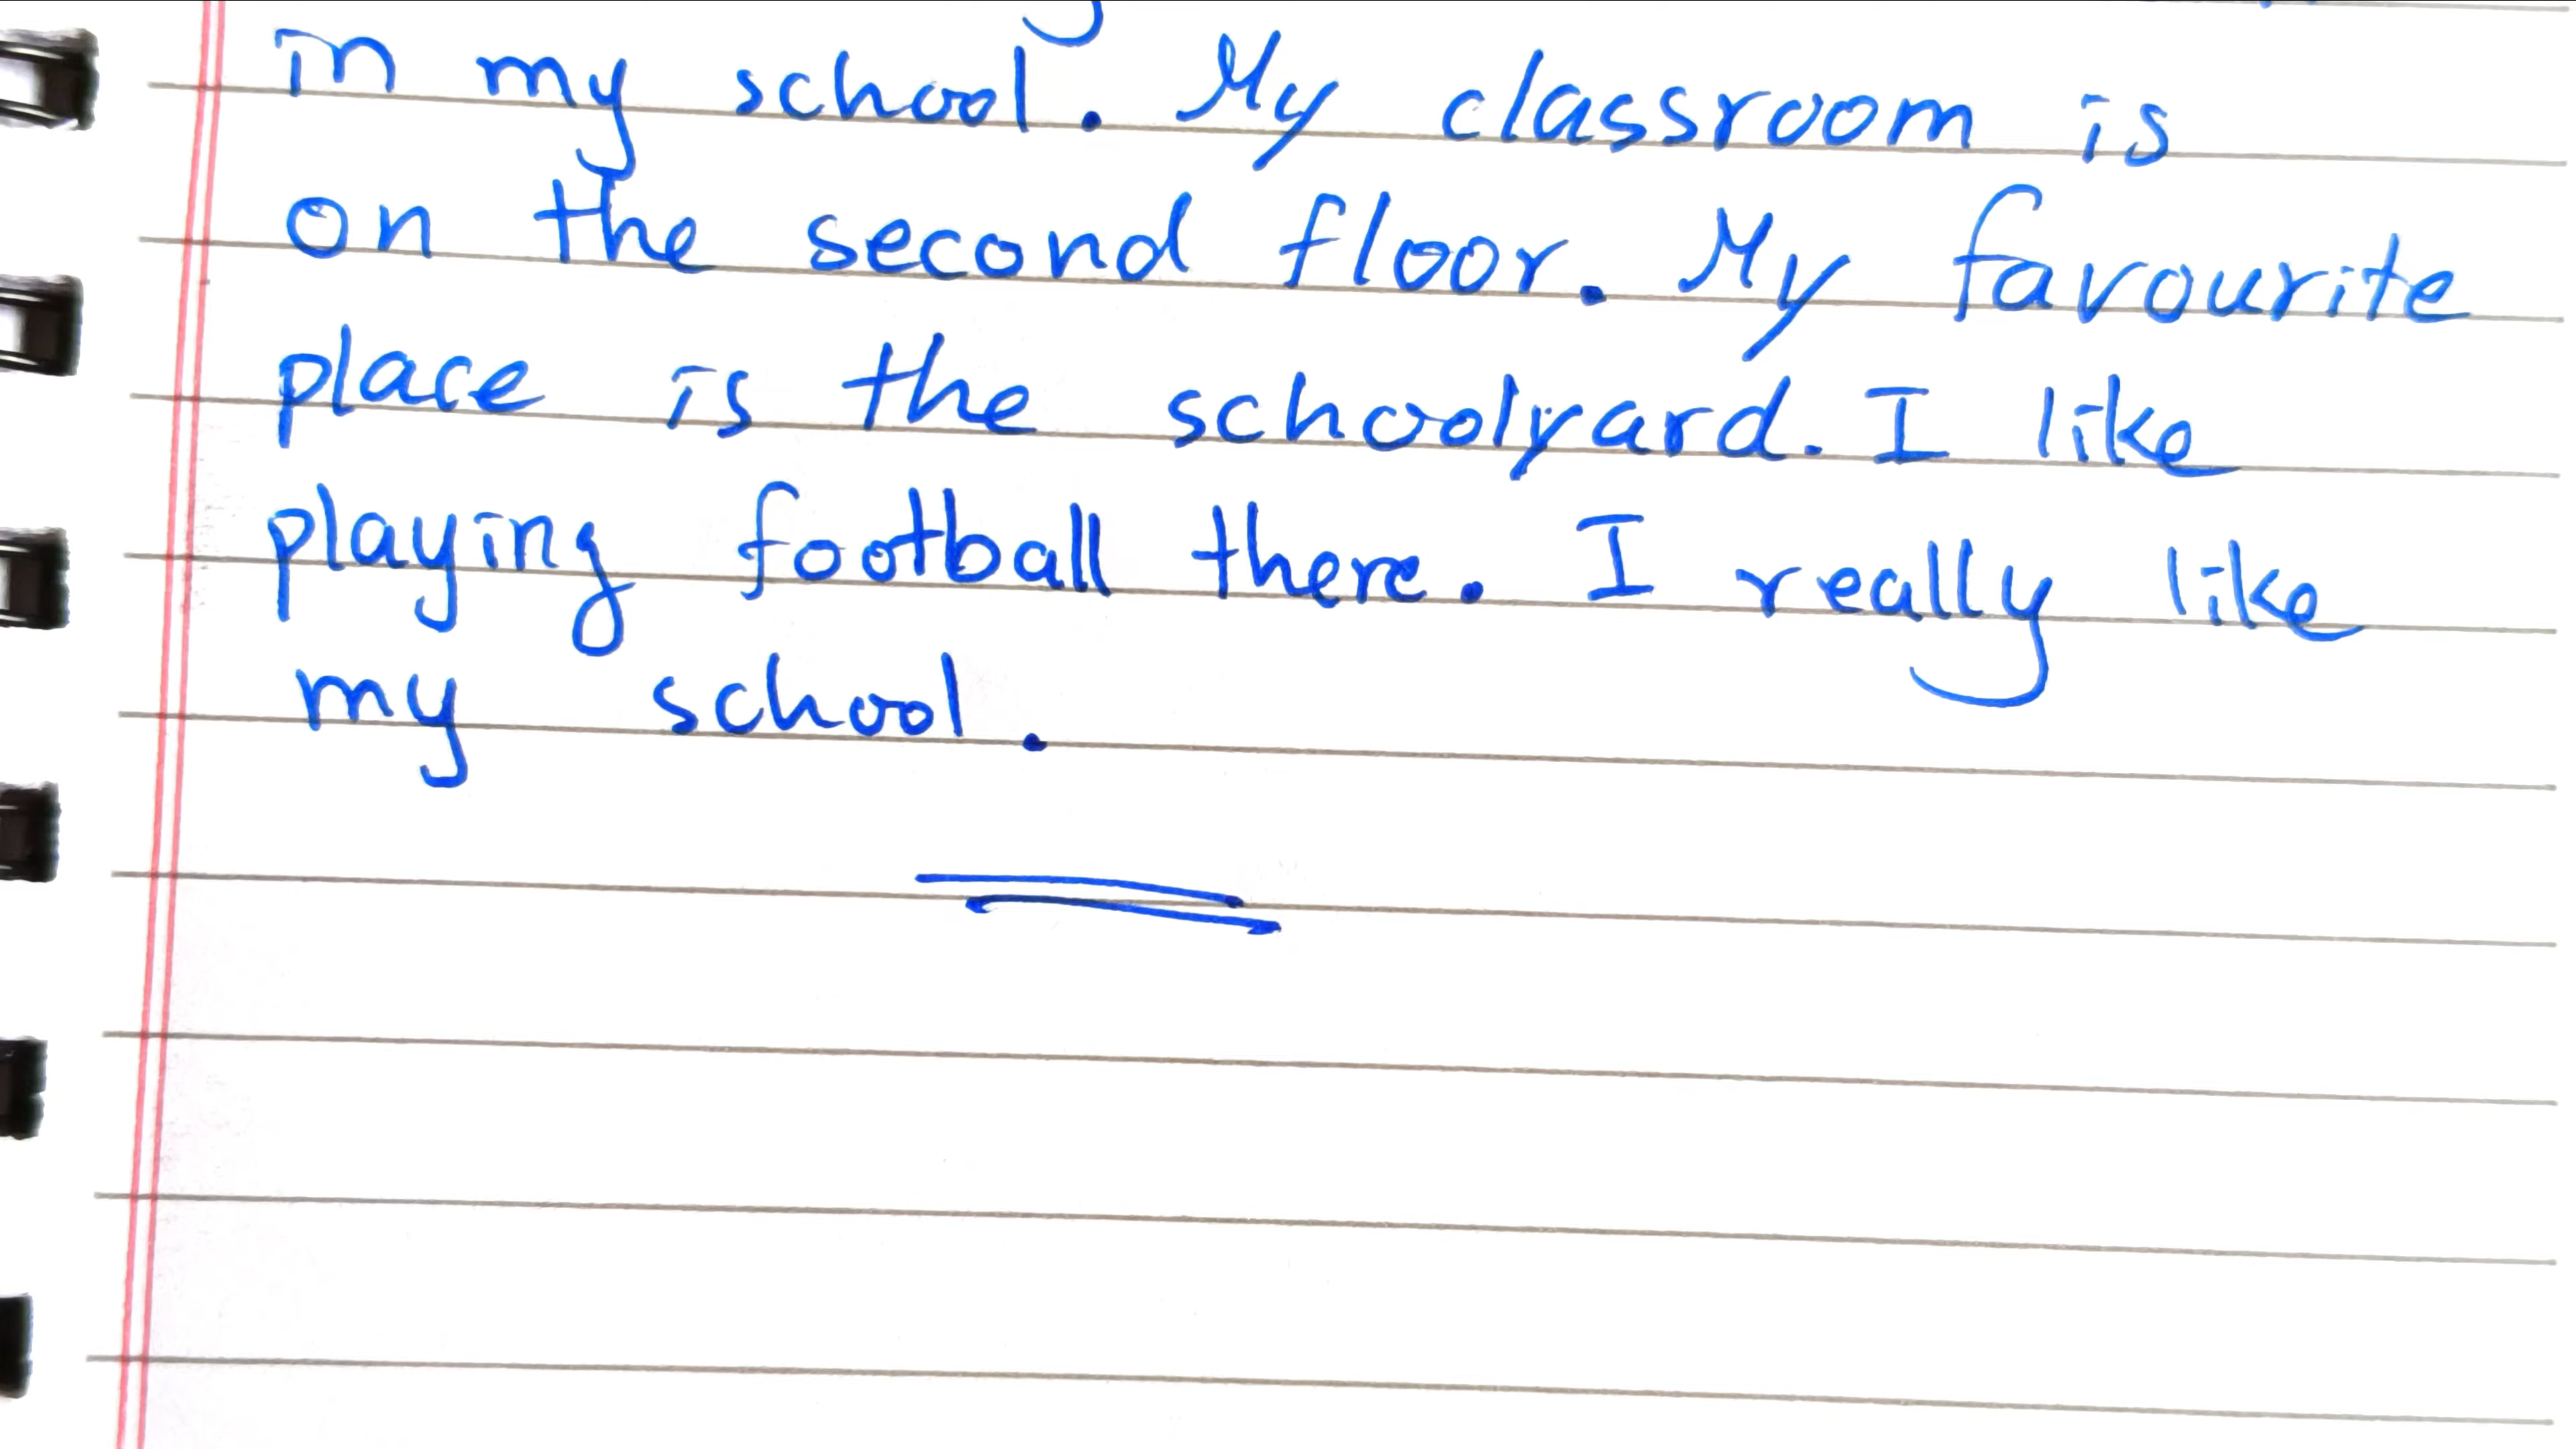 in my school. My classroom is
on the second floor. My favourite
place is the schoolyard. I like
playing football there. I really like
my school.